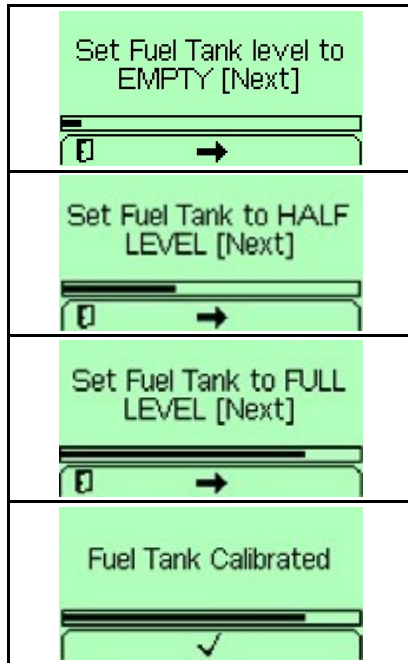 Set Fuel Tank level to
EMPTY [Next]
Set Fuel Tank to HALF
LEVEL [Next]
Set Fuel Tank to FULL
LEVEL [Next]
Fuel Tank Calibrated